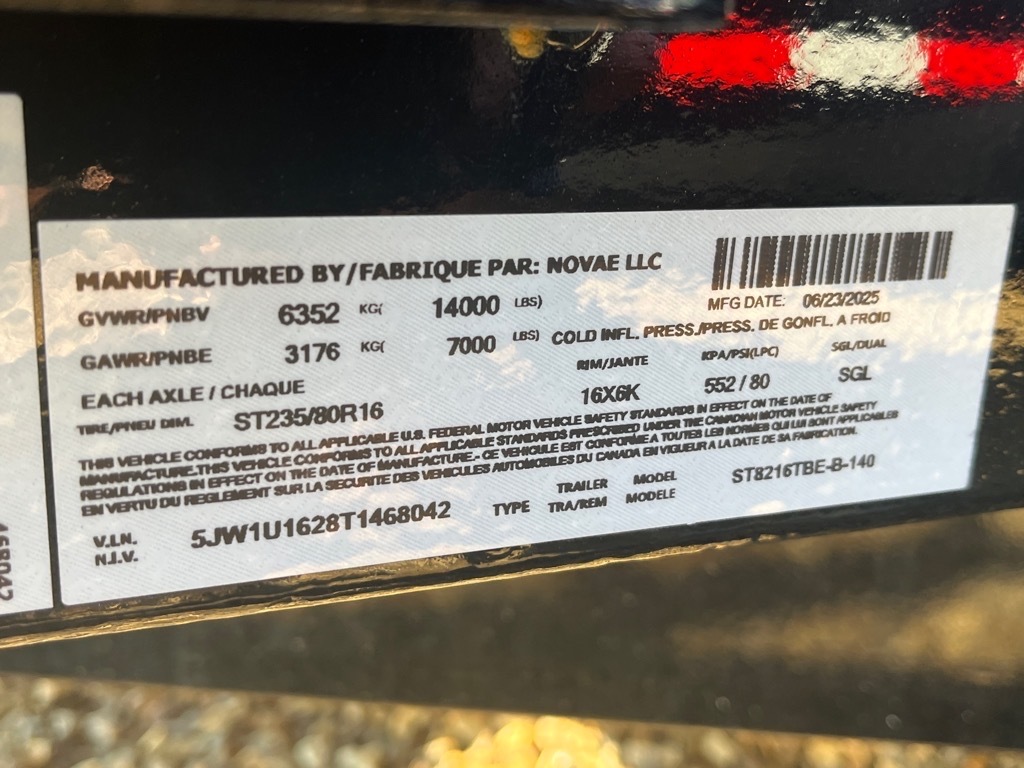 MANUFACTURED BY/FABRIQUE PAR: NOVAE LLC
MFG DATE: 06/23/2025
GVWR/PNBV 6352 KG( 14000 LBS)
GAWR/PNBE 3176 KG( 7000 LBS) COLD INFL. PRESS./PRESS. DE GONFL. A FROID
EACH AXLE / CHAQUE RIM/JANTE KPA/PSI(LPC) SGL/DUAL
TIRE/PNEU DIM. ST235/80R16 16X6K 552 / 80 SGL
THIS VEHICLE CONFORMS TO ALL APPLICABLE U.S. FEDERAL MOTOR VEHICLE SAFETY STANDARDS IN EFFECT ON THE DATE OF
MANUFACTURE.THIS VEHICLE CONFORMS TO ALL APPLICABLE STANDARDS PRESCRIBED UNDER THE CANADIAN MOTOR VEHICLE SAFETY
REGULATIONS IN EFFECT ON THE DATE OF MANUFACTURE.- CE VEHICULE EST CONFORME A TOUTES LES NORMES QUI LUI SONT APPLICABLES
EN VERTU DU REGLEMENT SUR LA SECURITE DES VEHICULES AUTOMOBILES DU CANADA EN VIGUEUR A LA DATE DE SA FABRICATION.
V.I.N. 5JW1U1628T1468042 TYPE TRAILER MODEL ST8216TBE-B-140
N.I.V. TRA/REM MODELE
1468042